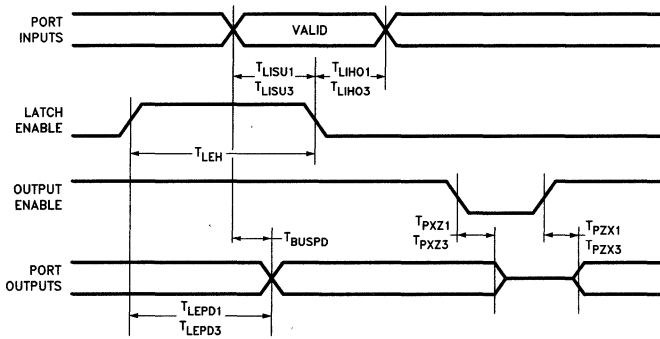 PORT
INPUTS
VALID
T_LISU1
T_LISU3
T_LIHO1
T_LIHO3
LATCH
ENABLE
T_LEH
OUTPUT
ENABLE
T_BUSPD
T_PXZ1
T_PXZ3
T_PZX1
T_PZX3
PORT
OUTPUTS
T_LEPD1
T_LEPD3